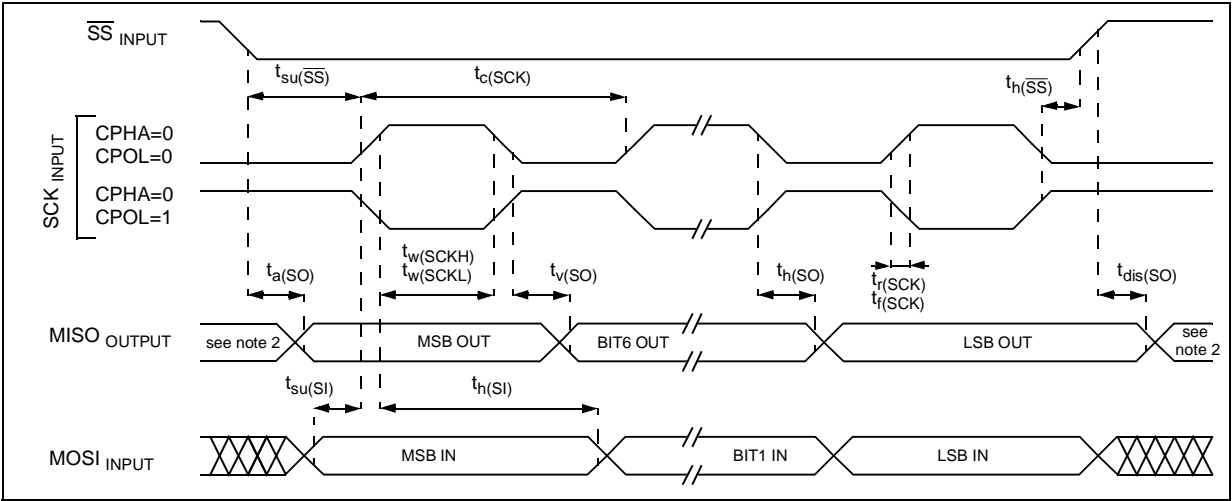 SS INPUT
tsu(SS)
tc(SCK)
th(SS)
SCK INPUT
CPHA=0
CPOL=0
CPHA=0
CPOL=1
ta(SO)
tw(SCKH)
tw(SCKL)
tv(SO)
th(SO)
tr(SCK)
tf(SCK)
tdis(SO)
MISO OUTPUT
see note 2
MSB OUT
BIT6 OUT
LSB OUT
see
note 2
tsu(SI)
th(SI)
MOSI INPUT
MSB IN
BIT1 IN
LSB IN